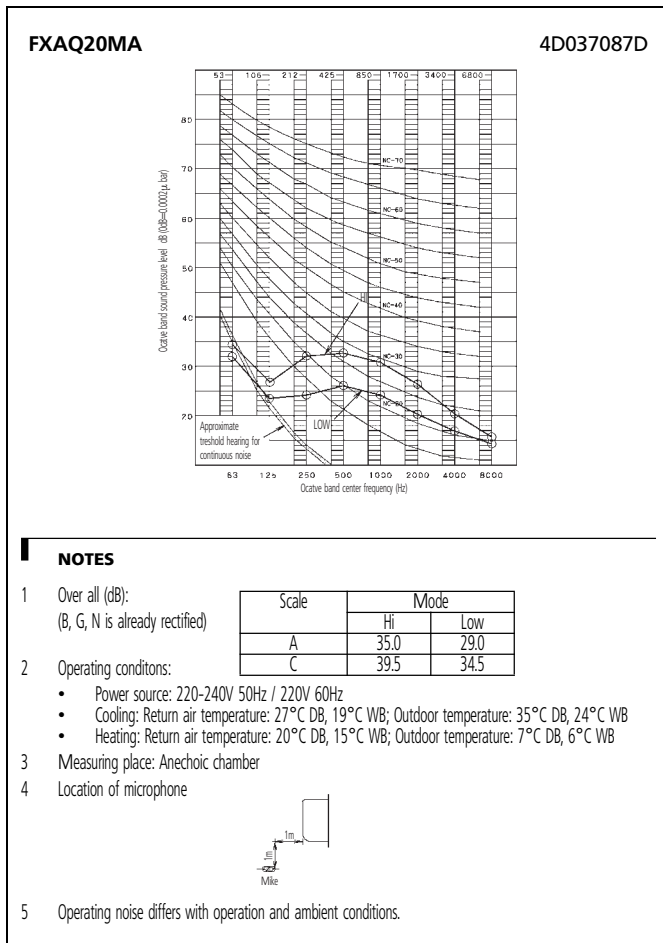 FXAQ20MA 4D037087D
53 106 212 425 850 1700 3400 6800
80
70
60
50
40
30
20
Ocatve band sound pressure level dB (0dB=0.0002µ bar)
NC-70
NC-60
NC-50
NC-40
NC-30
NC-20
HI
LOW
Approximate
treshold hearing for
continuous noise
63 125 250 500 1000 2000 4000 8000
Ocatve band center frequency (Hz)
NOTES
1 Over all (dB):
(B, G, N is already rectified)
Scale Mode
Hi Low
A 35.0 29.0
C 39.5 34.5
2 Operating conditons:
• Power source: 220-240V 50Hz / 220V 60Hz
• Cooling: Return air temperature: 27°C DB, 19°C WB; Outdoor temperature: 35°C DB, 24°C WB
• Heating: Return air temperature: 20°C DB, 15°C WB; Outdoor temperature: 7°C DB, 6°C WB
3 Measuring place: Anechoic chamber
4 Location of microphone
1m
1m
Mike
5 Operating noise differs with operation and ambient conditions.